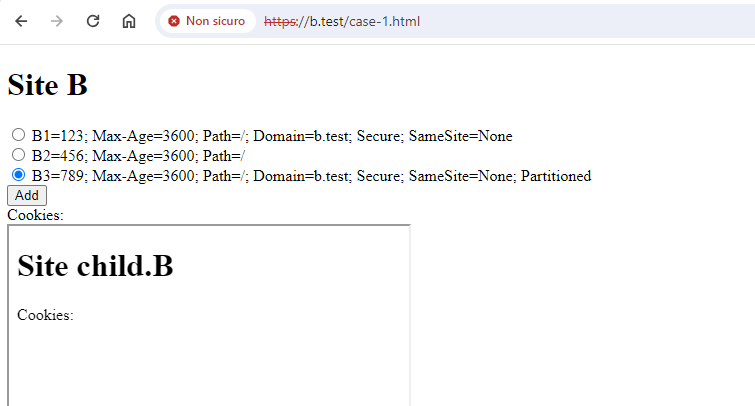 Non sicuro https://b.test/case-1.html
Site B
B1=123; Max-Age=3600; Path=/; Domain=b.test; Secure; SameSite=None
B2=456; Max-Age=3600; Path=/
B3=789; Max-Age=3600; Path=/; Domain=b.test; Secure; SameSite=None; Partitioned
Add
Cookies:
Site child.B
Cookies: